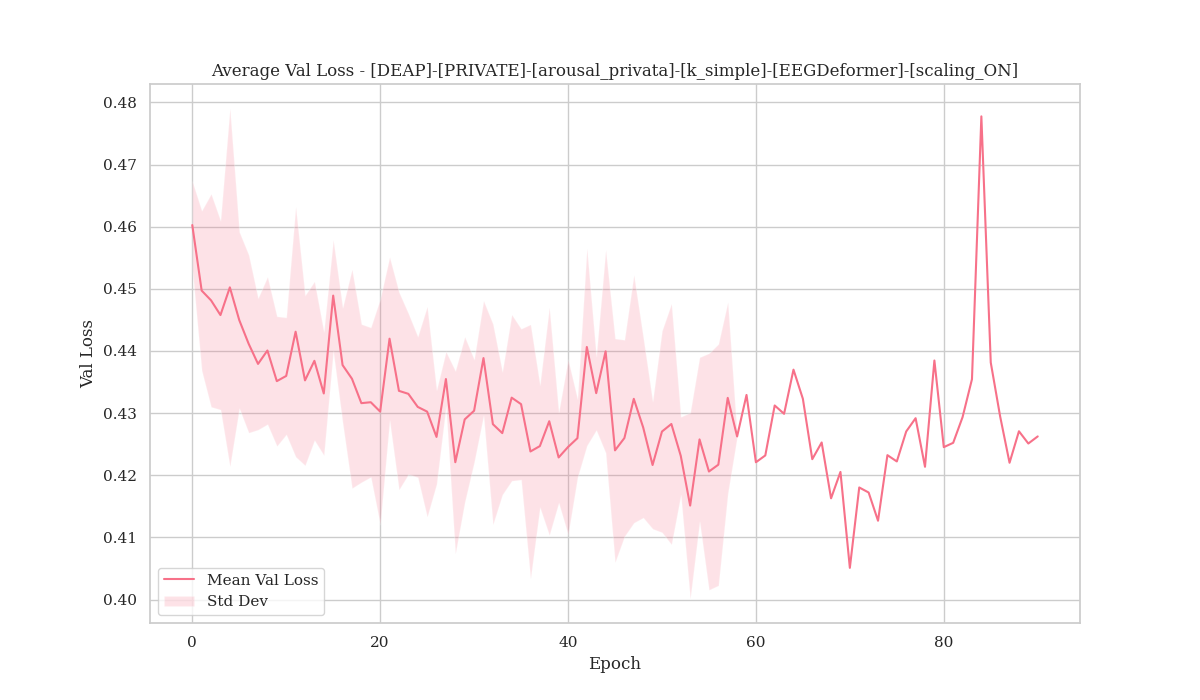 Average Val Loss - [DEAP]-[PRIVATE]-[arousal_privata]-[k_simple]-[EEGDeformer]-[scaling_ON]
0.48
0.47
0.46
0.45
0.44
0.43
0.42
0.41
0.40
Val Loss
Mean Val Loss
Std Dev
0 20 40 60 80
Epoch